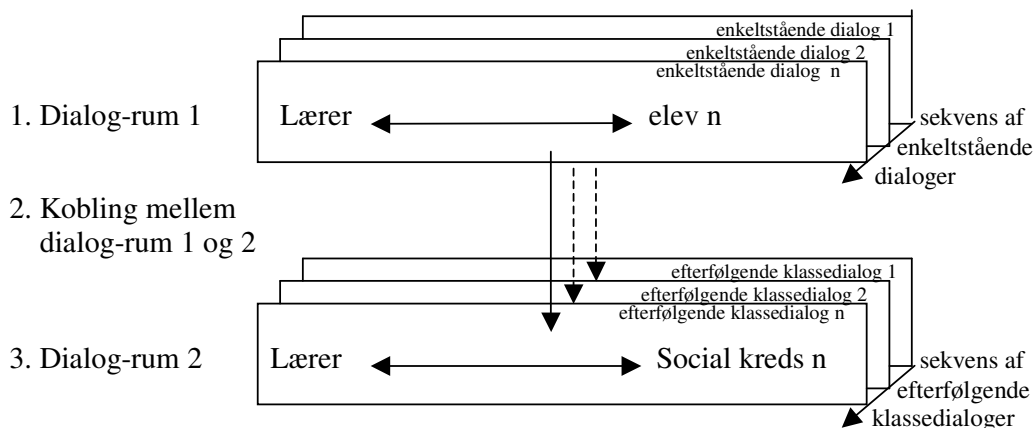 enkeltstående dialog 1
enkeltstående dialog 2
enkeltstående dialog n
1. Dialog-rum 1
Lærer
elev n
sekvens af
enkeltstående
dialoger
2. Kobling mellem
dialog-rum 1 og 2
efterfølgende klassedialog 1
efterfølgende klassedialog 2
efterfølgende klassedialog n
3. Dialog-rum 2
Lærer
Social kreds n
sekvens af
efterfølgende
klassedialoger